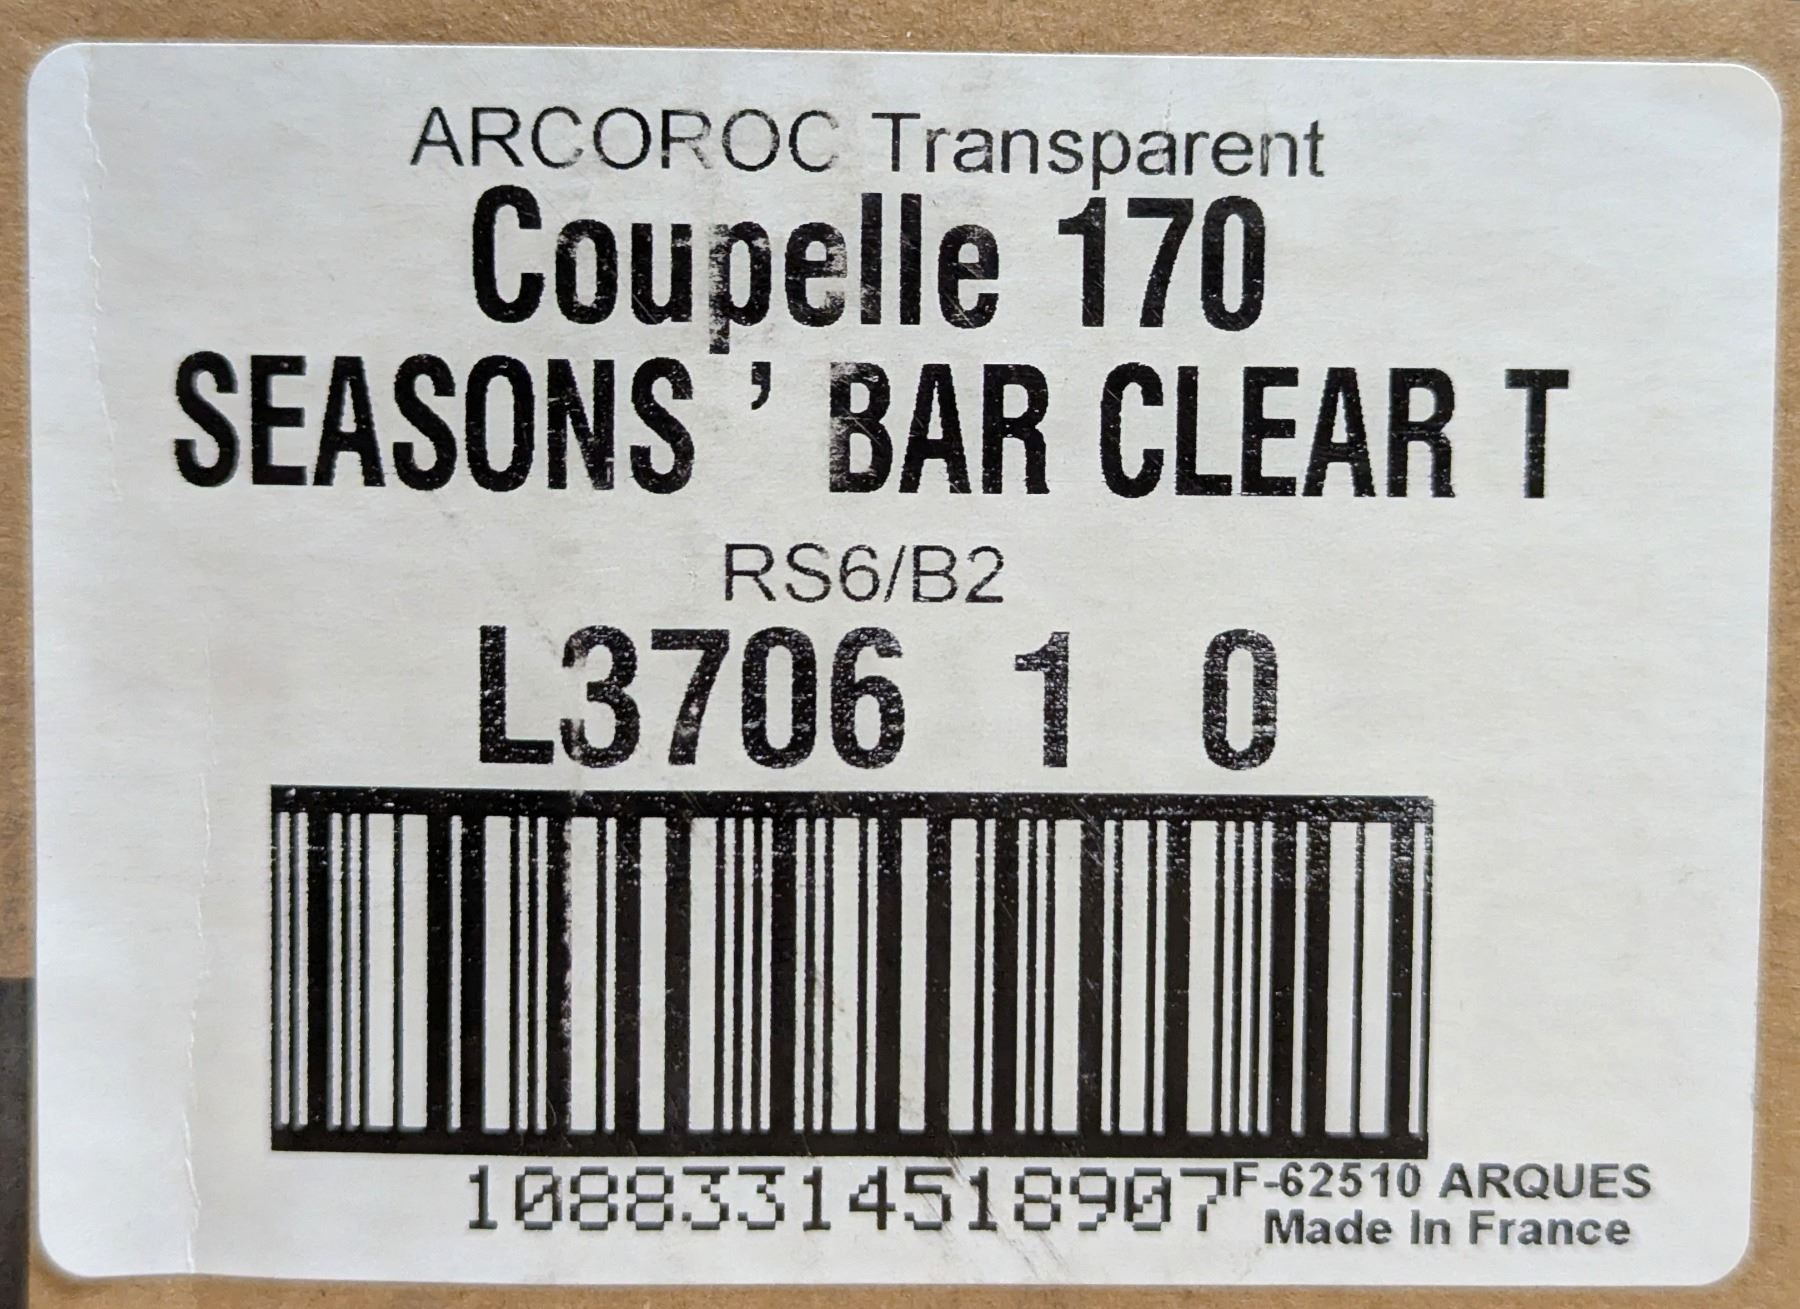 ARCOROC Transparent
Coupelle 170
SEASONS ' BAR CLEAR T
RS6/B2
L3706 1 0
10883314518907
F-62510 ARQUES
Made In France